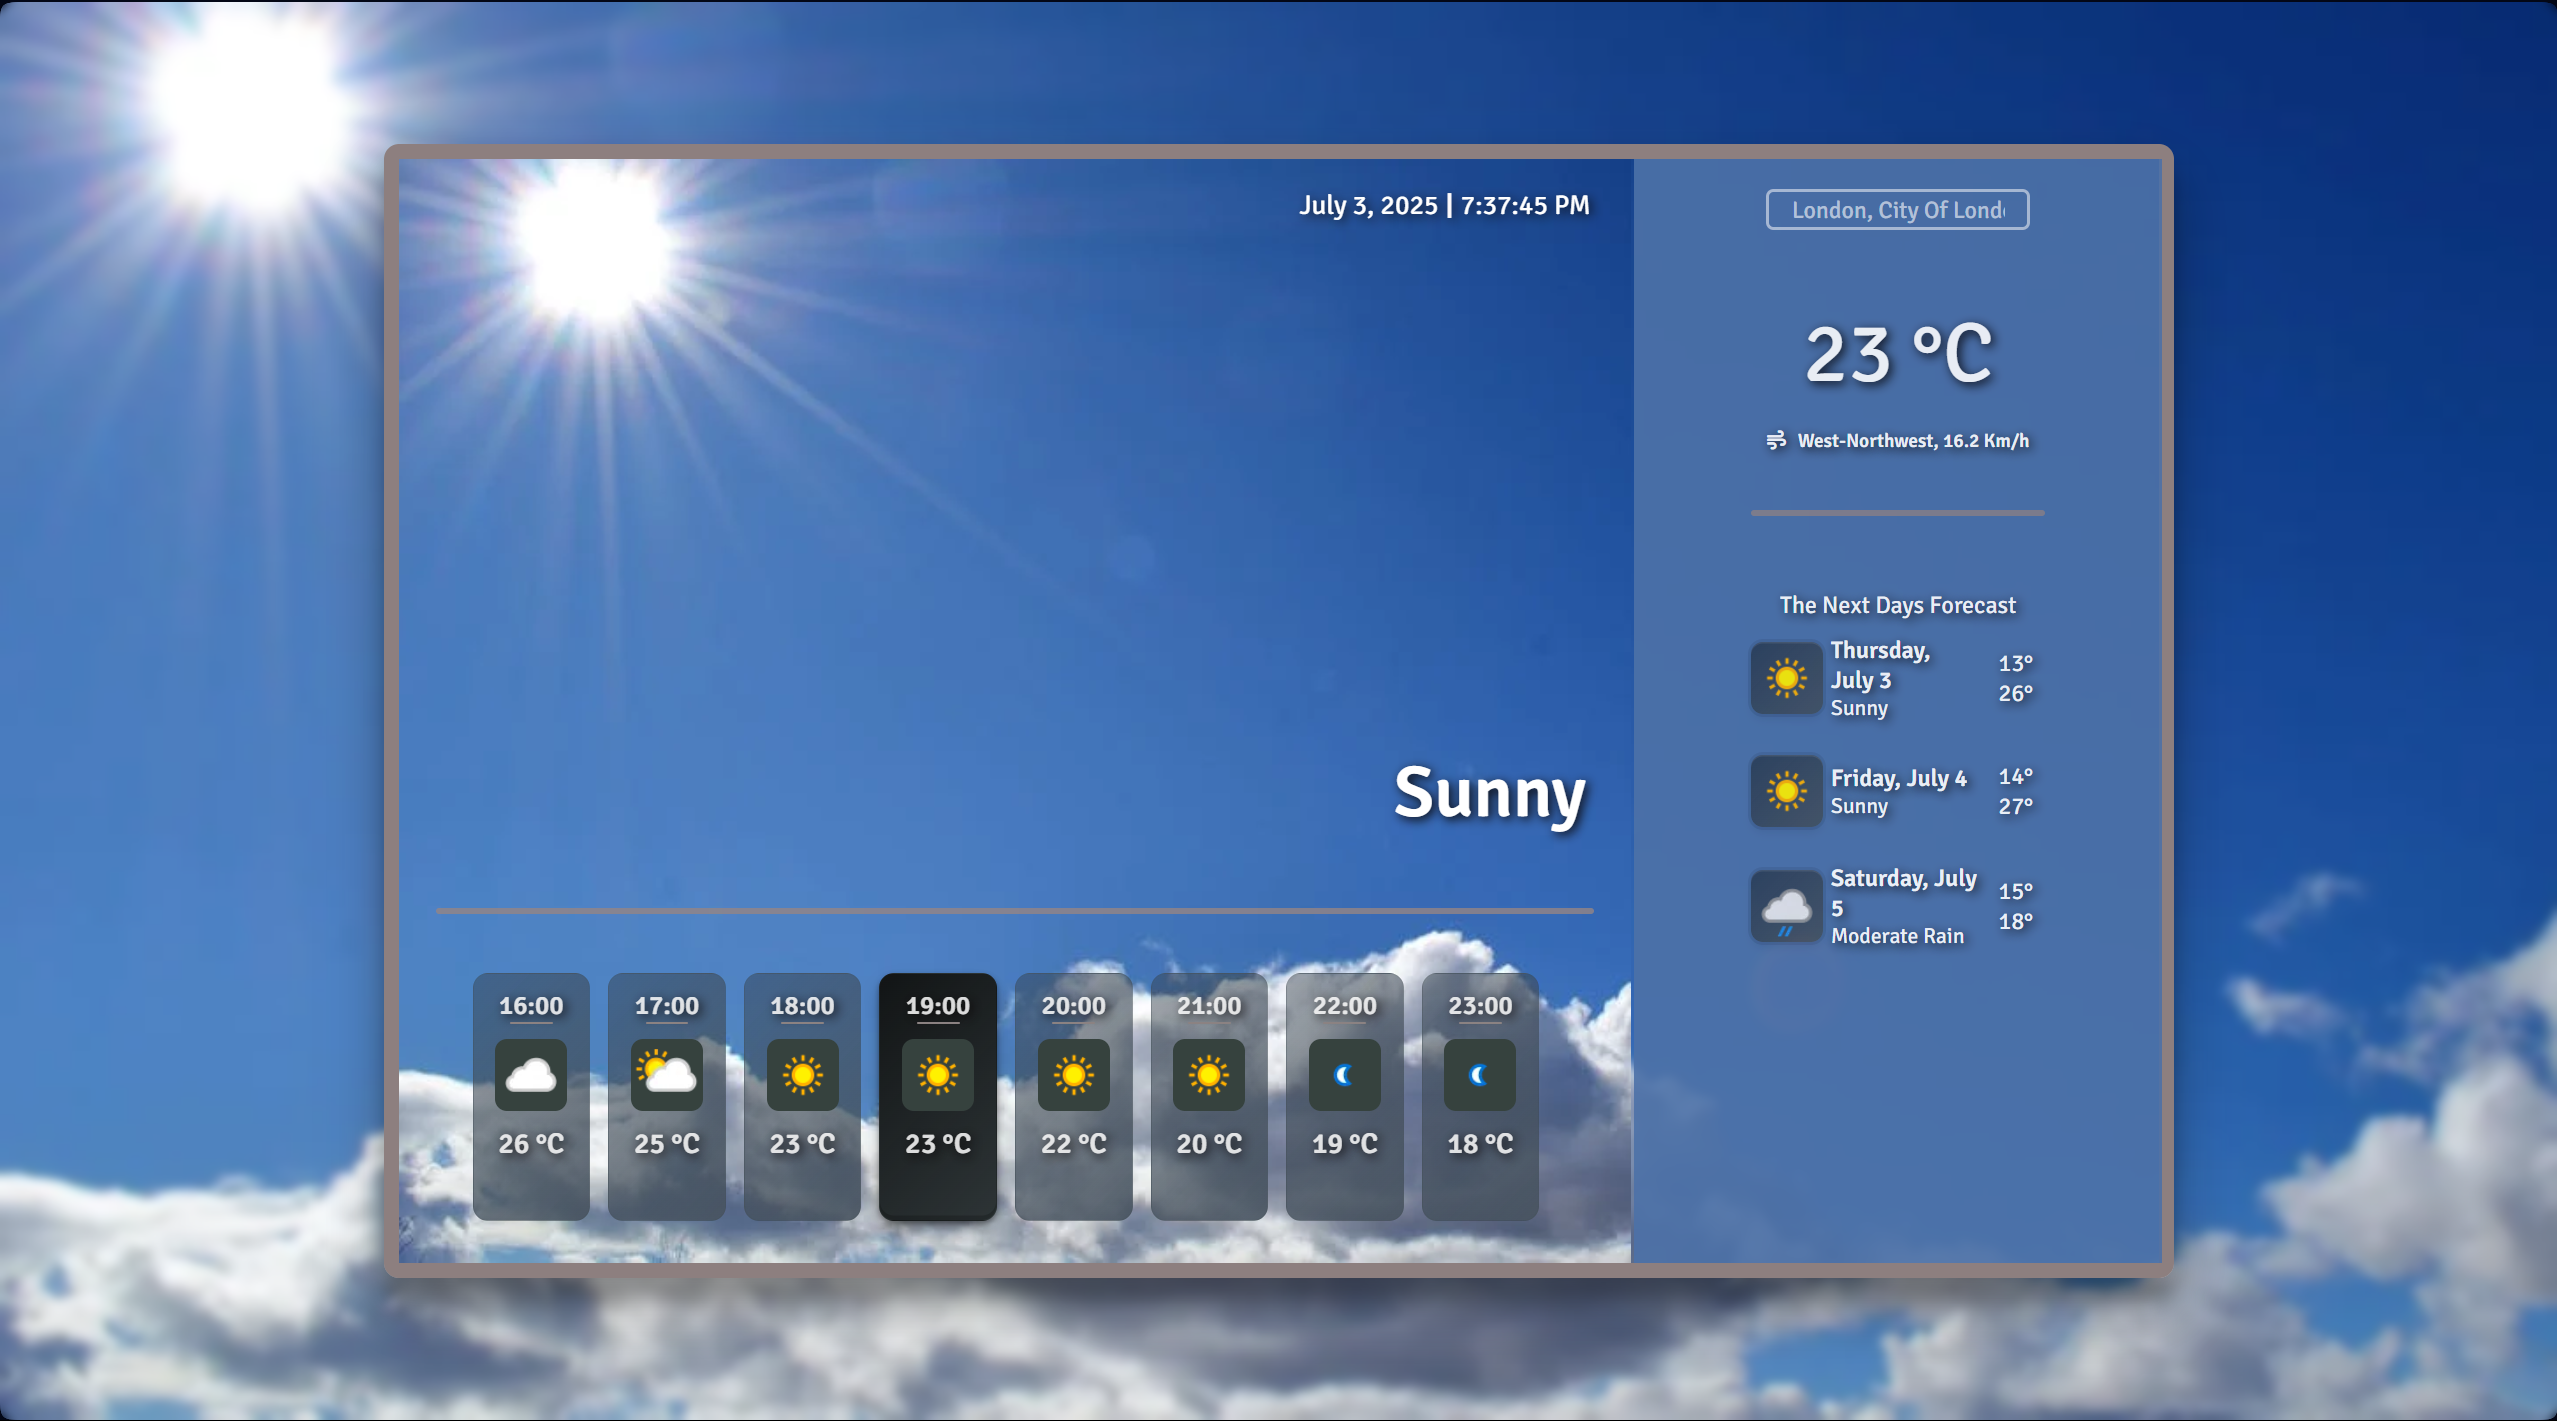 July 3, 2025 | 7:37:45 PM
Sunny
16:00
26 °C
17:00
25 °C
18:00
23 °C
19:00
23 °C
20:00
22 °C
21:00
20 °C
22:00
19 °C
23:00
18 °C
London, City Of
23 °C
West-Northwest, 16.2 Km/h
The Next Days Forecast
Thursday,
July 3
Sunny
13°
26°
Friday, July 4
Sunny
14°
27°
Saturday, July
5
Moderate Rain
15°
18°